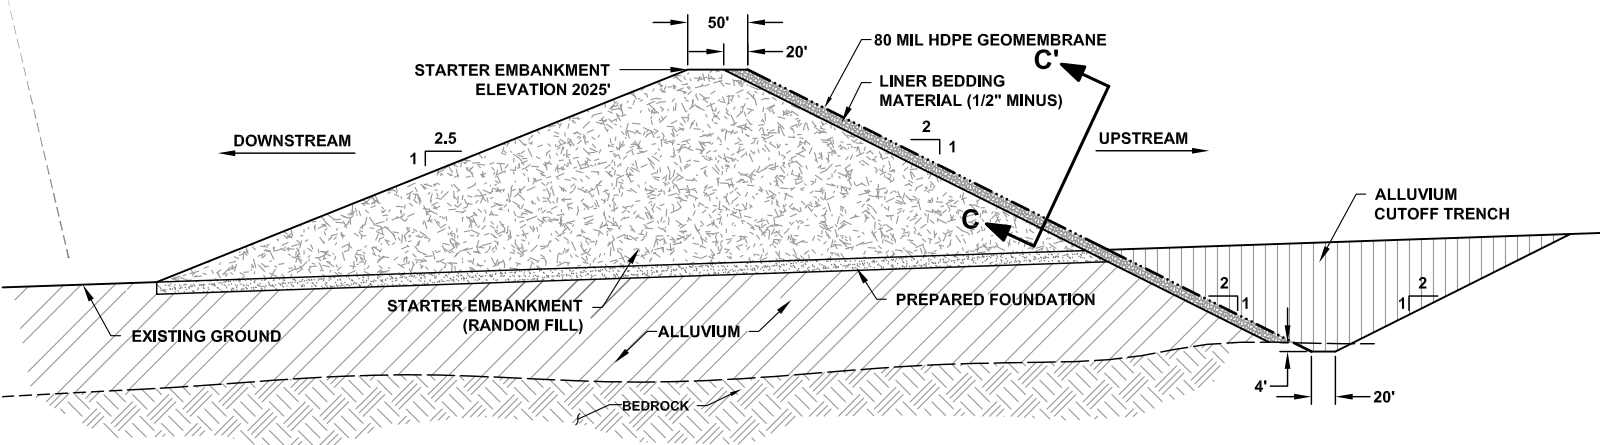 50'
20'
80 MIL HDPE GEOMEMBRANE
C'
STARTER EMBANKMENT
ELEVATION 2025'
LINER BEDDING
MATERIAL (1/2" MINUS)
DOWNSTREAM
2.5
1
2
1
UPSTREAM
ALLUVIUM
CUTOFF TRENCH
C
STARTER EMBANKMENT
(RANDOM FILL)
PREPARED FOUNDATION
2
1
2
1
EXISTING GROUND
ALLUVIUM
4'
20'
BEDROCK